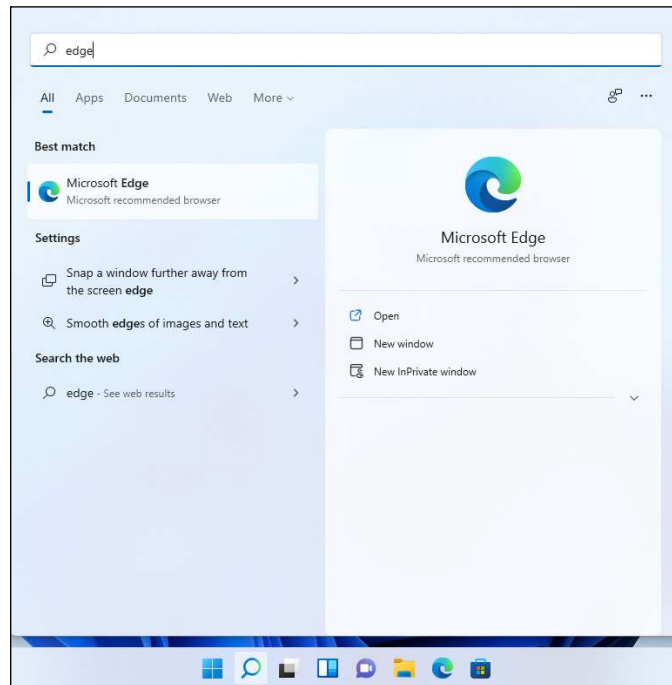 edge
All Apps Documents Web More
Best match
Microsoft Edge
Microsoft recommended browser
Settings
Snap a window further away from
the screen edge
Smooth edges of images and text
Search the web
edge - See web results
Microsoft Edge
Microsoft recommended browser
Open
New window
New InPrivate window